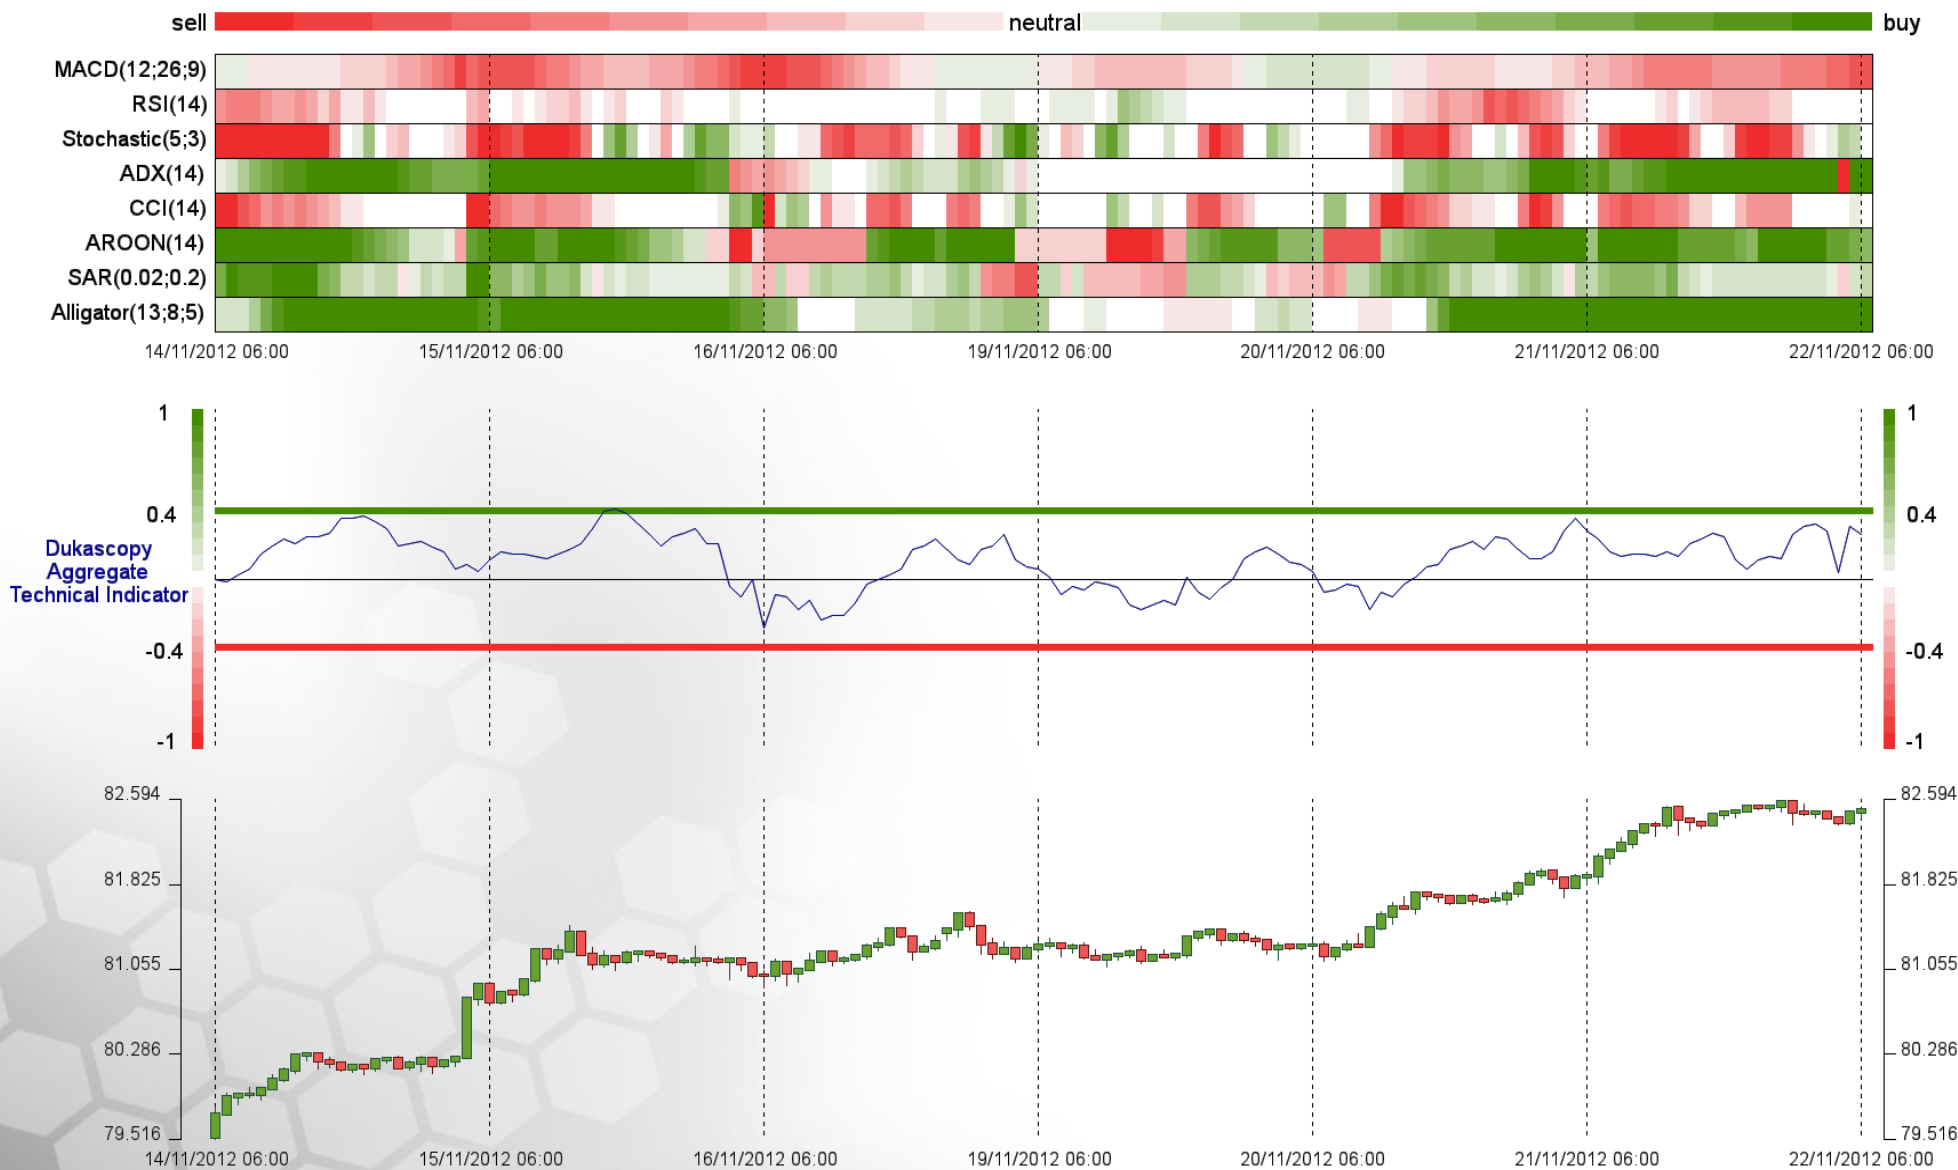 sell neutral buy
MACD(12;26;9)
RSI(14)
Stochastic(5;3)
ADX(14)
CCI(14)
AROON(14)
SAR(0.02;0.2)
Alligator(13;8;5)
14/11/2012 06:00 15/11/2012 06:00 16/11/2012 06:00 19/11/2012 06:00 20/11/2012 06:00 21/11/2012 06:00 22/11/2012 06:00
1 1
0.4 0.4
Dukascopy
Aggregate
Technical Indicator
-0.4 -0.4
-1 -1
82.594 82.594
81.825 81.825
81.055 81.055
80.286 80.286
79.516 79.516
14/11/2012 06:00 15/11/2012 06:00 16/11/2012 06:00 19/11/2012 06:00 20/11/2012 06:00 21/11/2012 06:00 22/11/2012 06:00